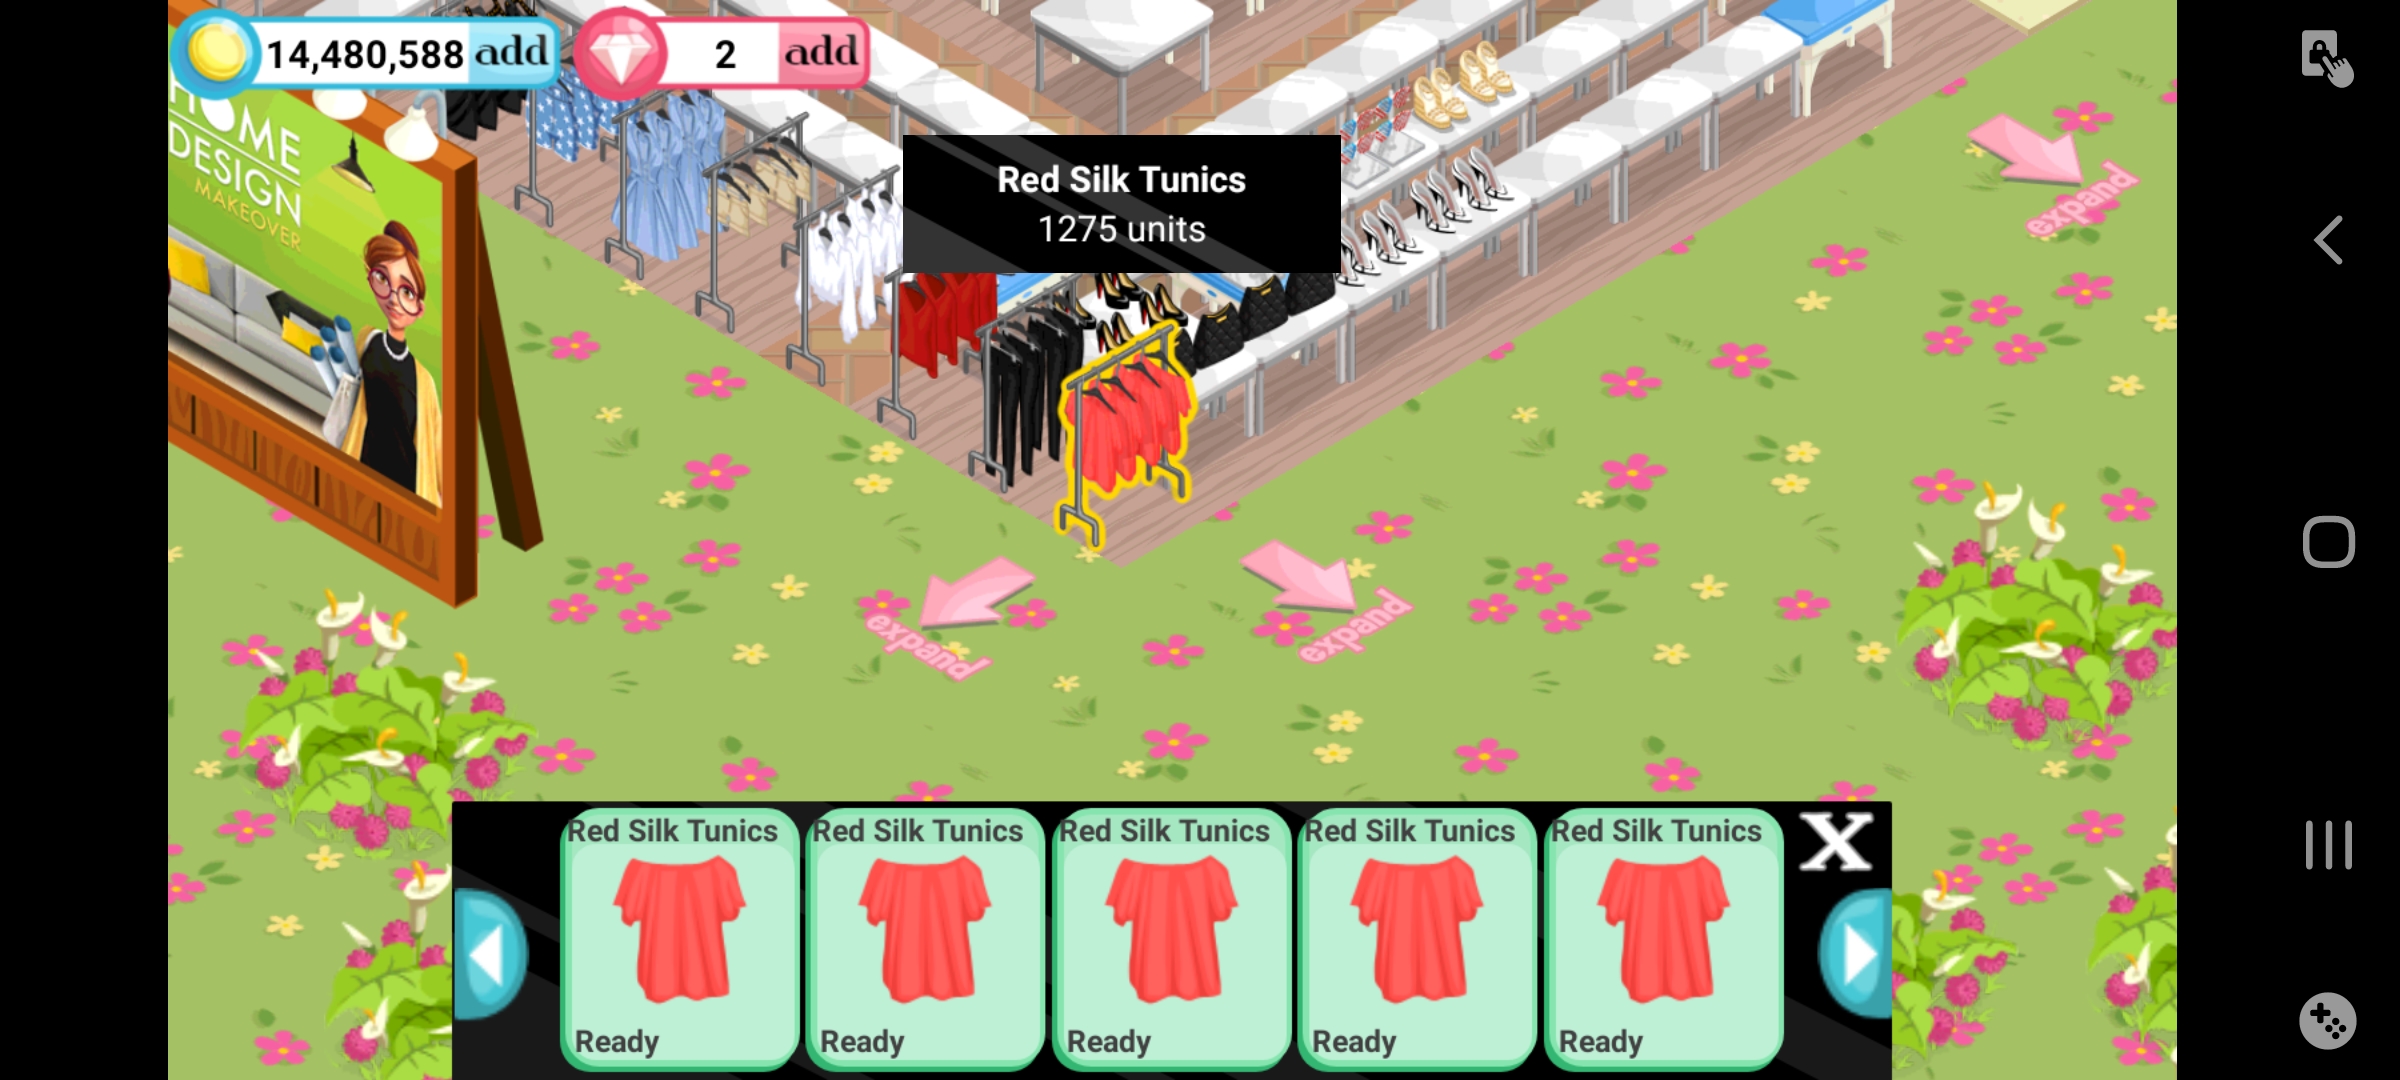 14,480,588 add
2 add
HOME
DESIGN
MAKEOVER
Red Silk Tunics
1275 units
expand
expand
expand
Red Silk Tunics
Ready
Red Silk Tunics
Ready
Red Silk Tunics
Ready
Red Silk Tunics
Ready
Red Silk Tunics
Ready
X